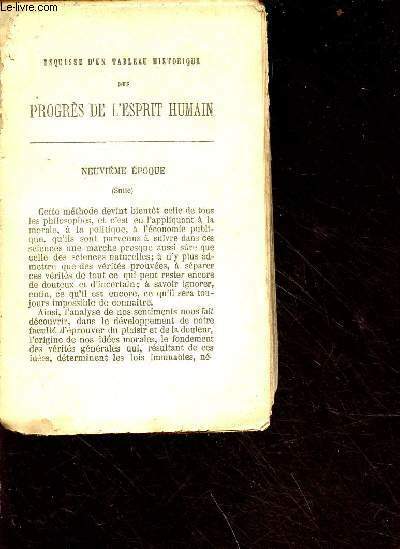 www.Le-livre.com
ESQUISSE D'UN TABLEAU HISTORIQUE
DES
PROGRÈS DE L'ESPRIT HUMAIN
NEUVIÈME ÉPOQUE
(Suite)
Cette méthode devint bientôt celle de tous
les philosophes, et c'est en l'appliquant à la
morale, à la politique, à l'économie publi-
que, qu'ils sont parvenus à suivre dans ces
sciences une marche presque aussi sûre que
celle des sciences naturelles; à n'y plus ad-
mettre que des vérités prouvées, à séparer
ces vérités de tout ce qui peut rester encore
de douteux et d'incertain; à savoir ignorer,
enfin, ce qu'il est encore, ce qu'il sera tou-
jours impossible de connaître.
Ainsi, l'analyse de nos sentiments nous fait
découvrir, dans le développement de notre
faculté d'éprouver du plaisir et de la douleur,
l'origine de nos idées morales, le fondement
des vérités générales qui, résultant de ces
idées, déterminent les lois immuables, né-